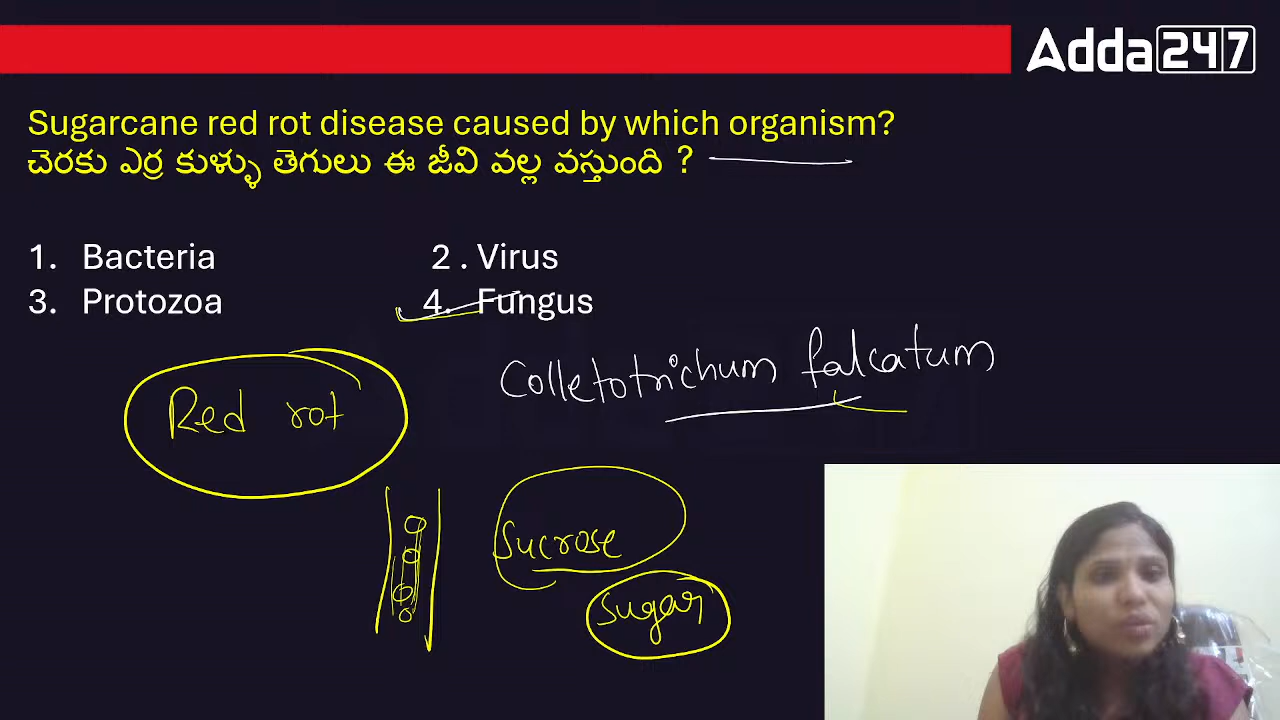 Adda247
Sugarcane red rot disease caused by which organism?
చెరకు ఎర్ర కుళ్ళు తెగులు ఈ జీవి వల్ల వస్తుంది ?
1. Bacteria 2 . Virus
3. Protozoa 4. Fungus
Colletotrichum falcatum
Red rot
Sucrose
Sugar